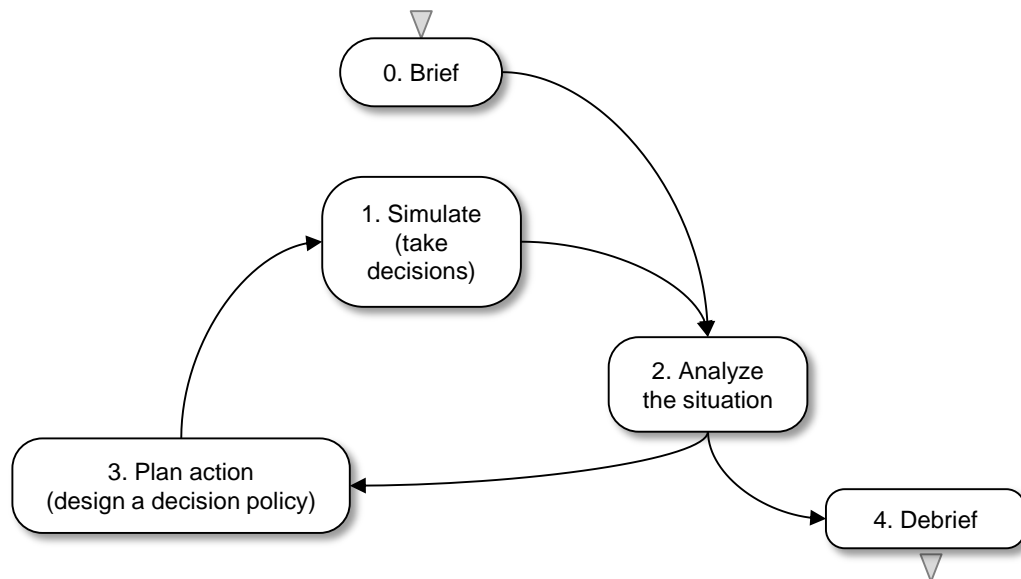 0. Brief
1. Simulate
(take
decisions)
2. Analyze
the situation
3. Plan action
(design a decision policy)
4. Debrief